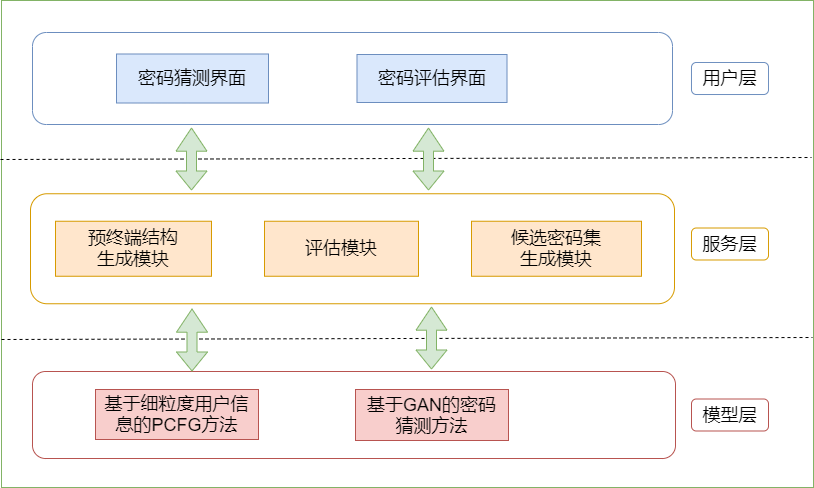 密码猜测界面
密码评估界面
用户层
预终端结构
生成模块
评估模块
候选密码集
生成模块
服务层
基于细粒度用户信
息的PCFG方法
基于GAN的密码
猜测方法
模型层